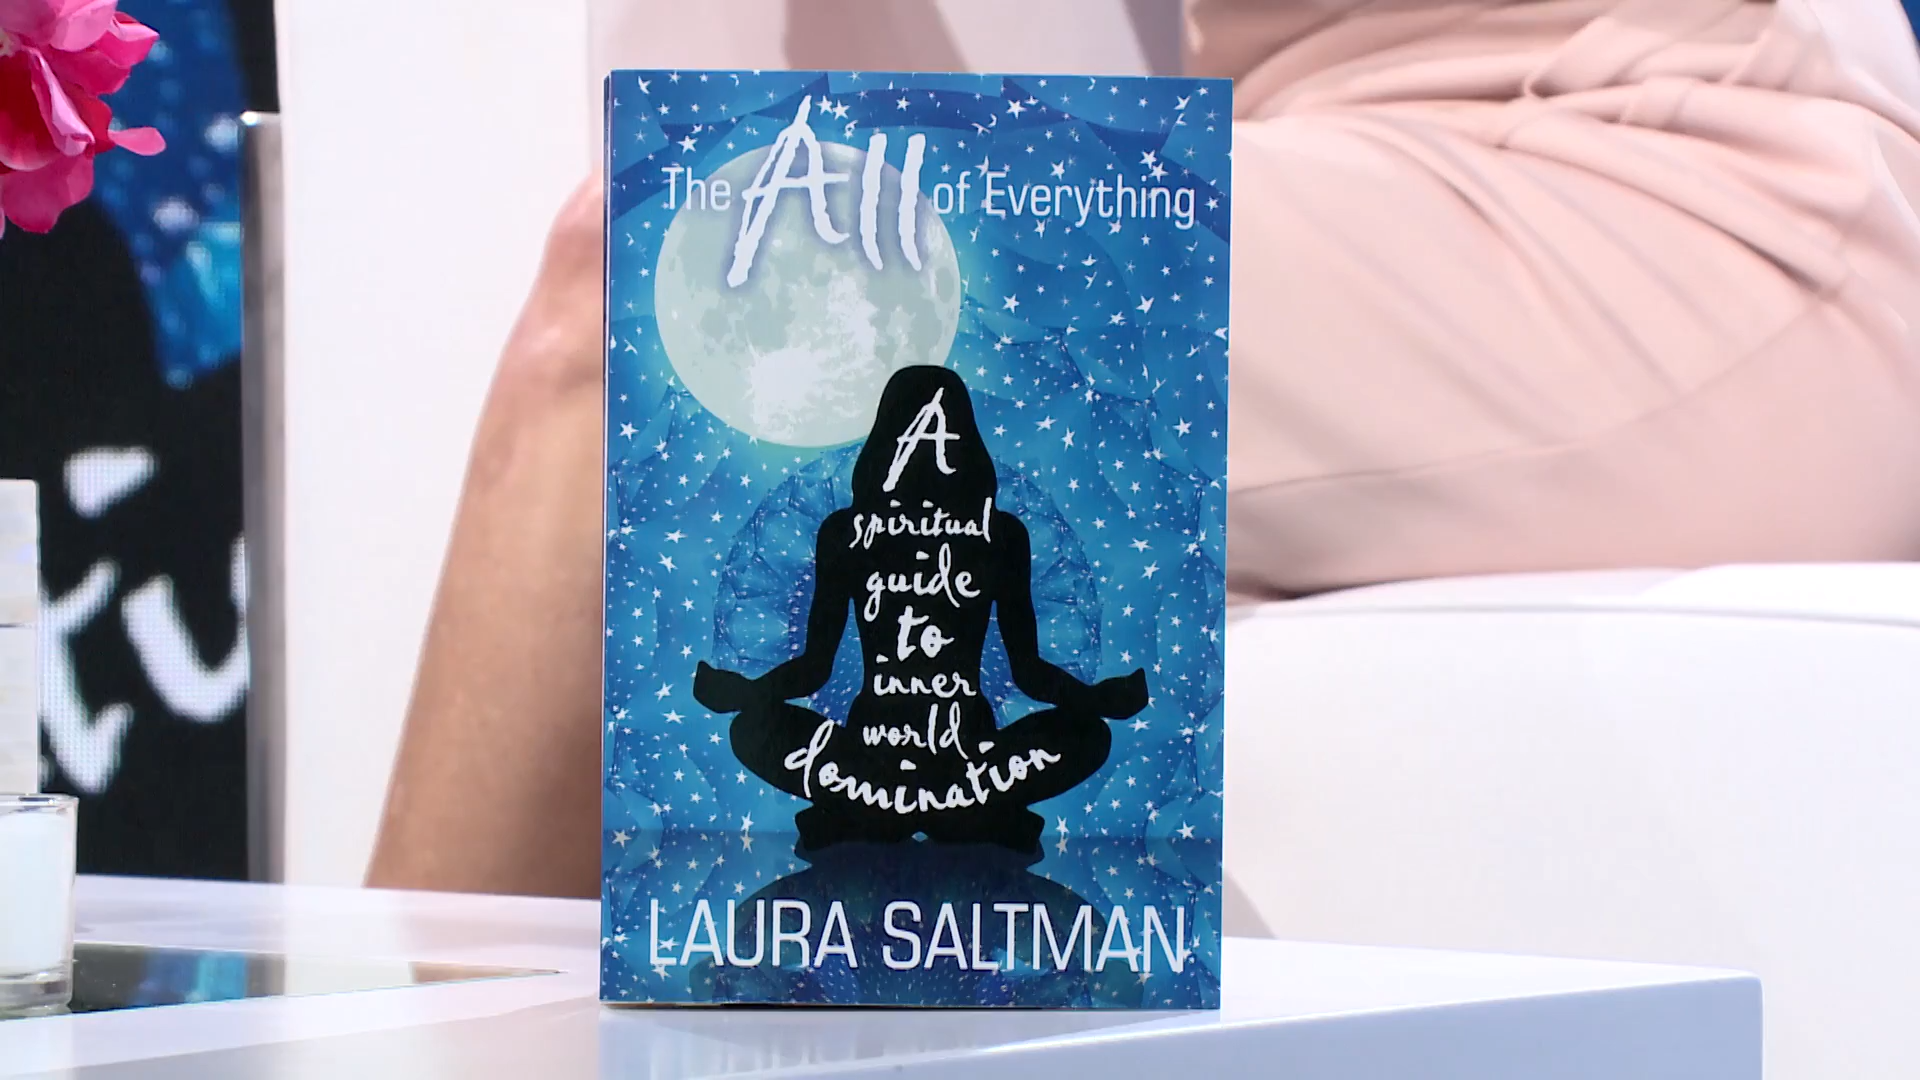 The All of Everything
A
spiritual
guide
to
inner
world
domination
LAURA SALTMAN